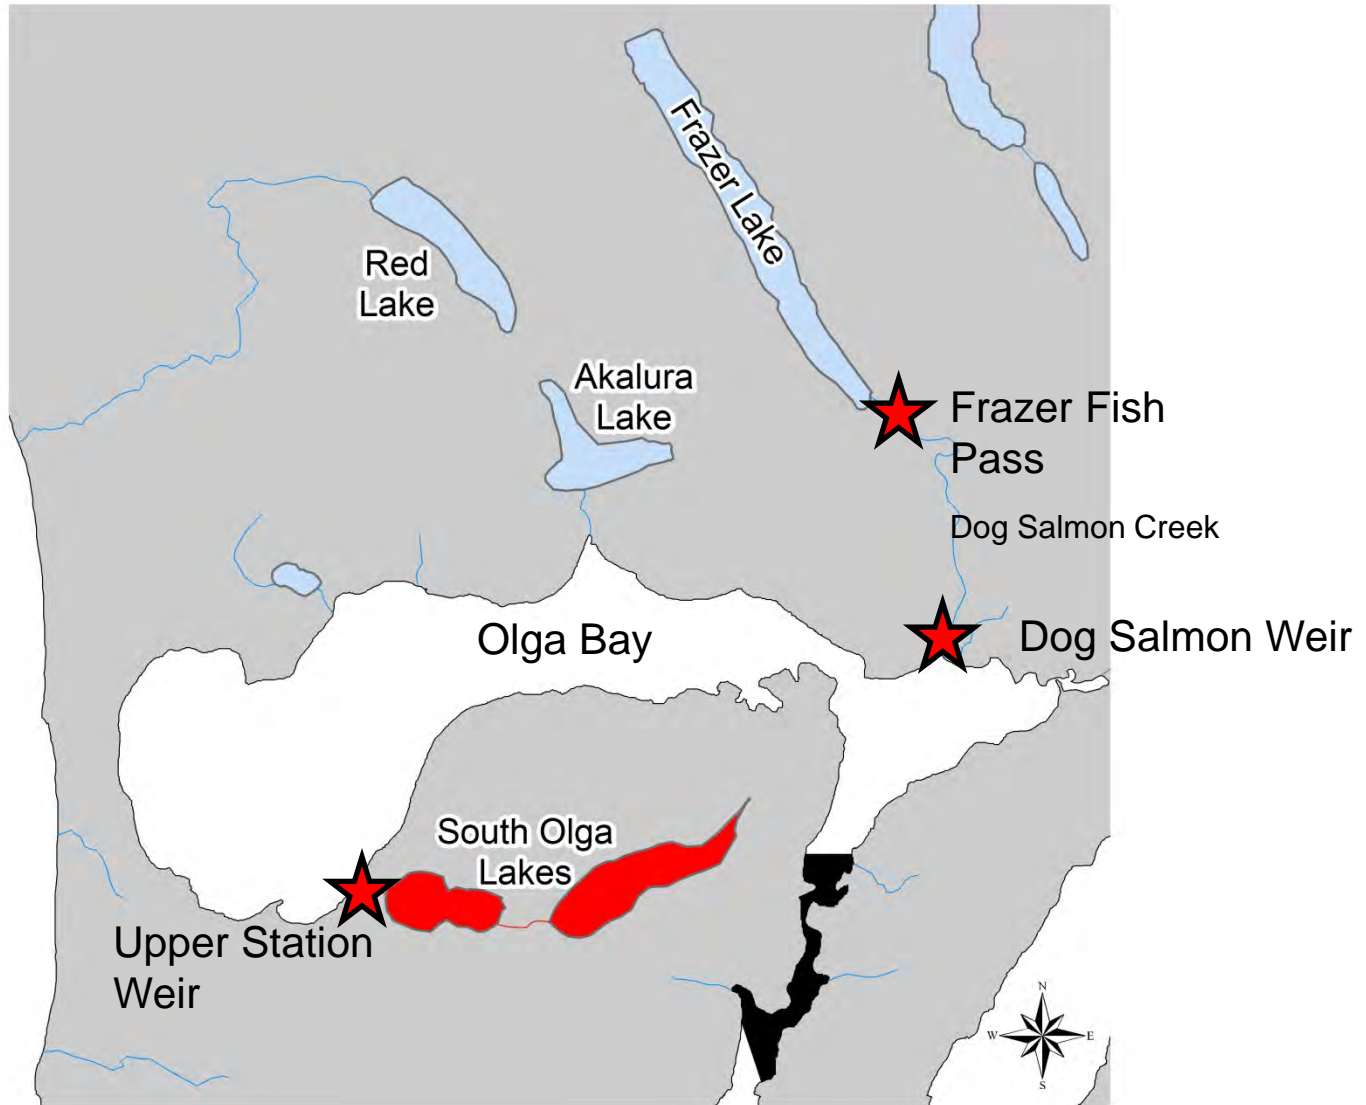 Frazer Lake
Red
Lake
Akalura
Lake
Frazer Fish
Pass
Dog Salmon Creek
Olga Bay
Dog Salmon Weir
South Olga
Lakes
Upper Station
Weir
N
W
E
S